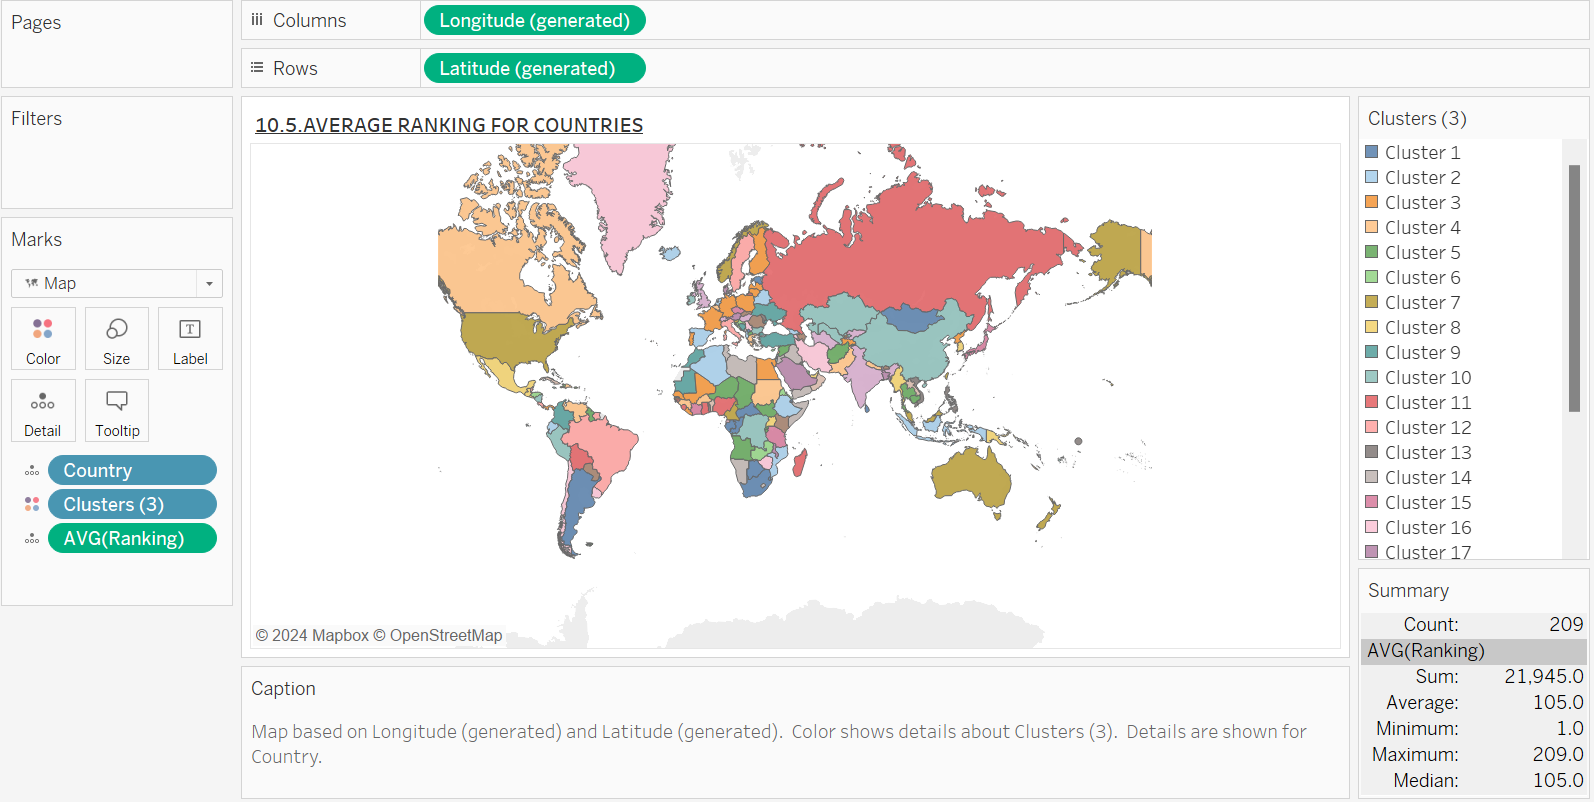 Pages
Columns
Longitude (generated)
Rows
Latitude (generated)
Filters
Marks
Map
Color
Size
Label
Detail
Tooltip
Country
Clusters (3)
AVG(Ranking)
10.5.AVERAGE RANKING FOR COUNTRIES
© 2024 Mapbox © OpenStreetMap
Caption
Map based on Longitude (generated) and Latitude (generated). Color shows details about Clusters (3). Details are shown for
Country.
Clusters (3)
Cluster 1
Cluster 2
Cluster 3
Cluster 4
Cluster 5
Cluster 6
Cluster 7
Cluster 8
Cluster 9
Cluster 10
Cluster 11
Cluster 12
Cluster 13
Cluster 14
Cluster 15
Cluster 16
Cluster 17
Summary
Count: 209
AVG(Ranking)
Sum: 21,945.0
Average: 105.0
Minimum: 1.0
Maximum: 209.0
Median: 105.0